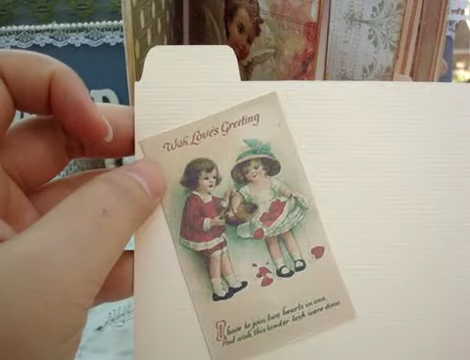 With Love's Greeting
I have to join two hearts in one,
And wish this tender task were done